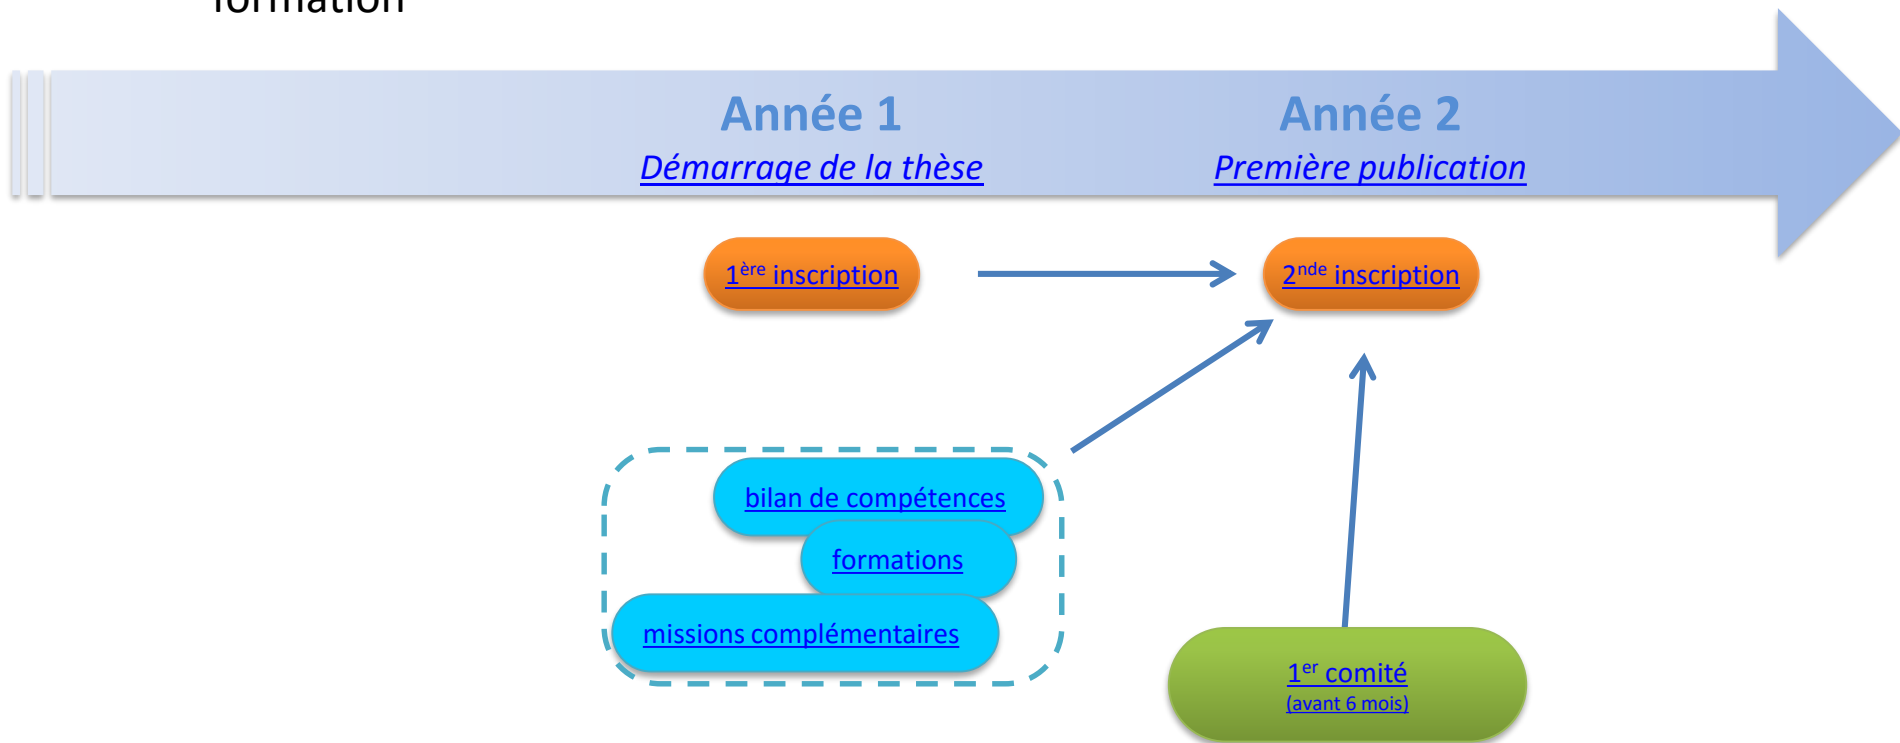 formation
Année 1
Année 2
Démarrage de la thèse
Première publication
1ère inscription
2nde inscription
bilan de compétences
formations
missions complémentaires
1er comité
(avant 6 mois)